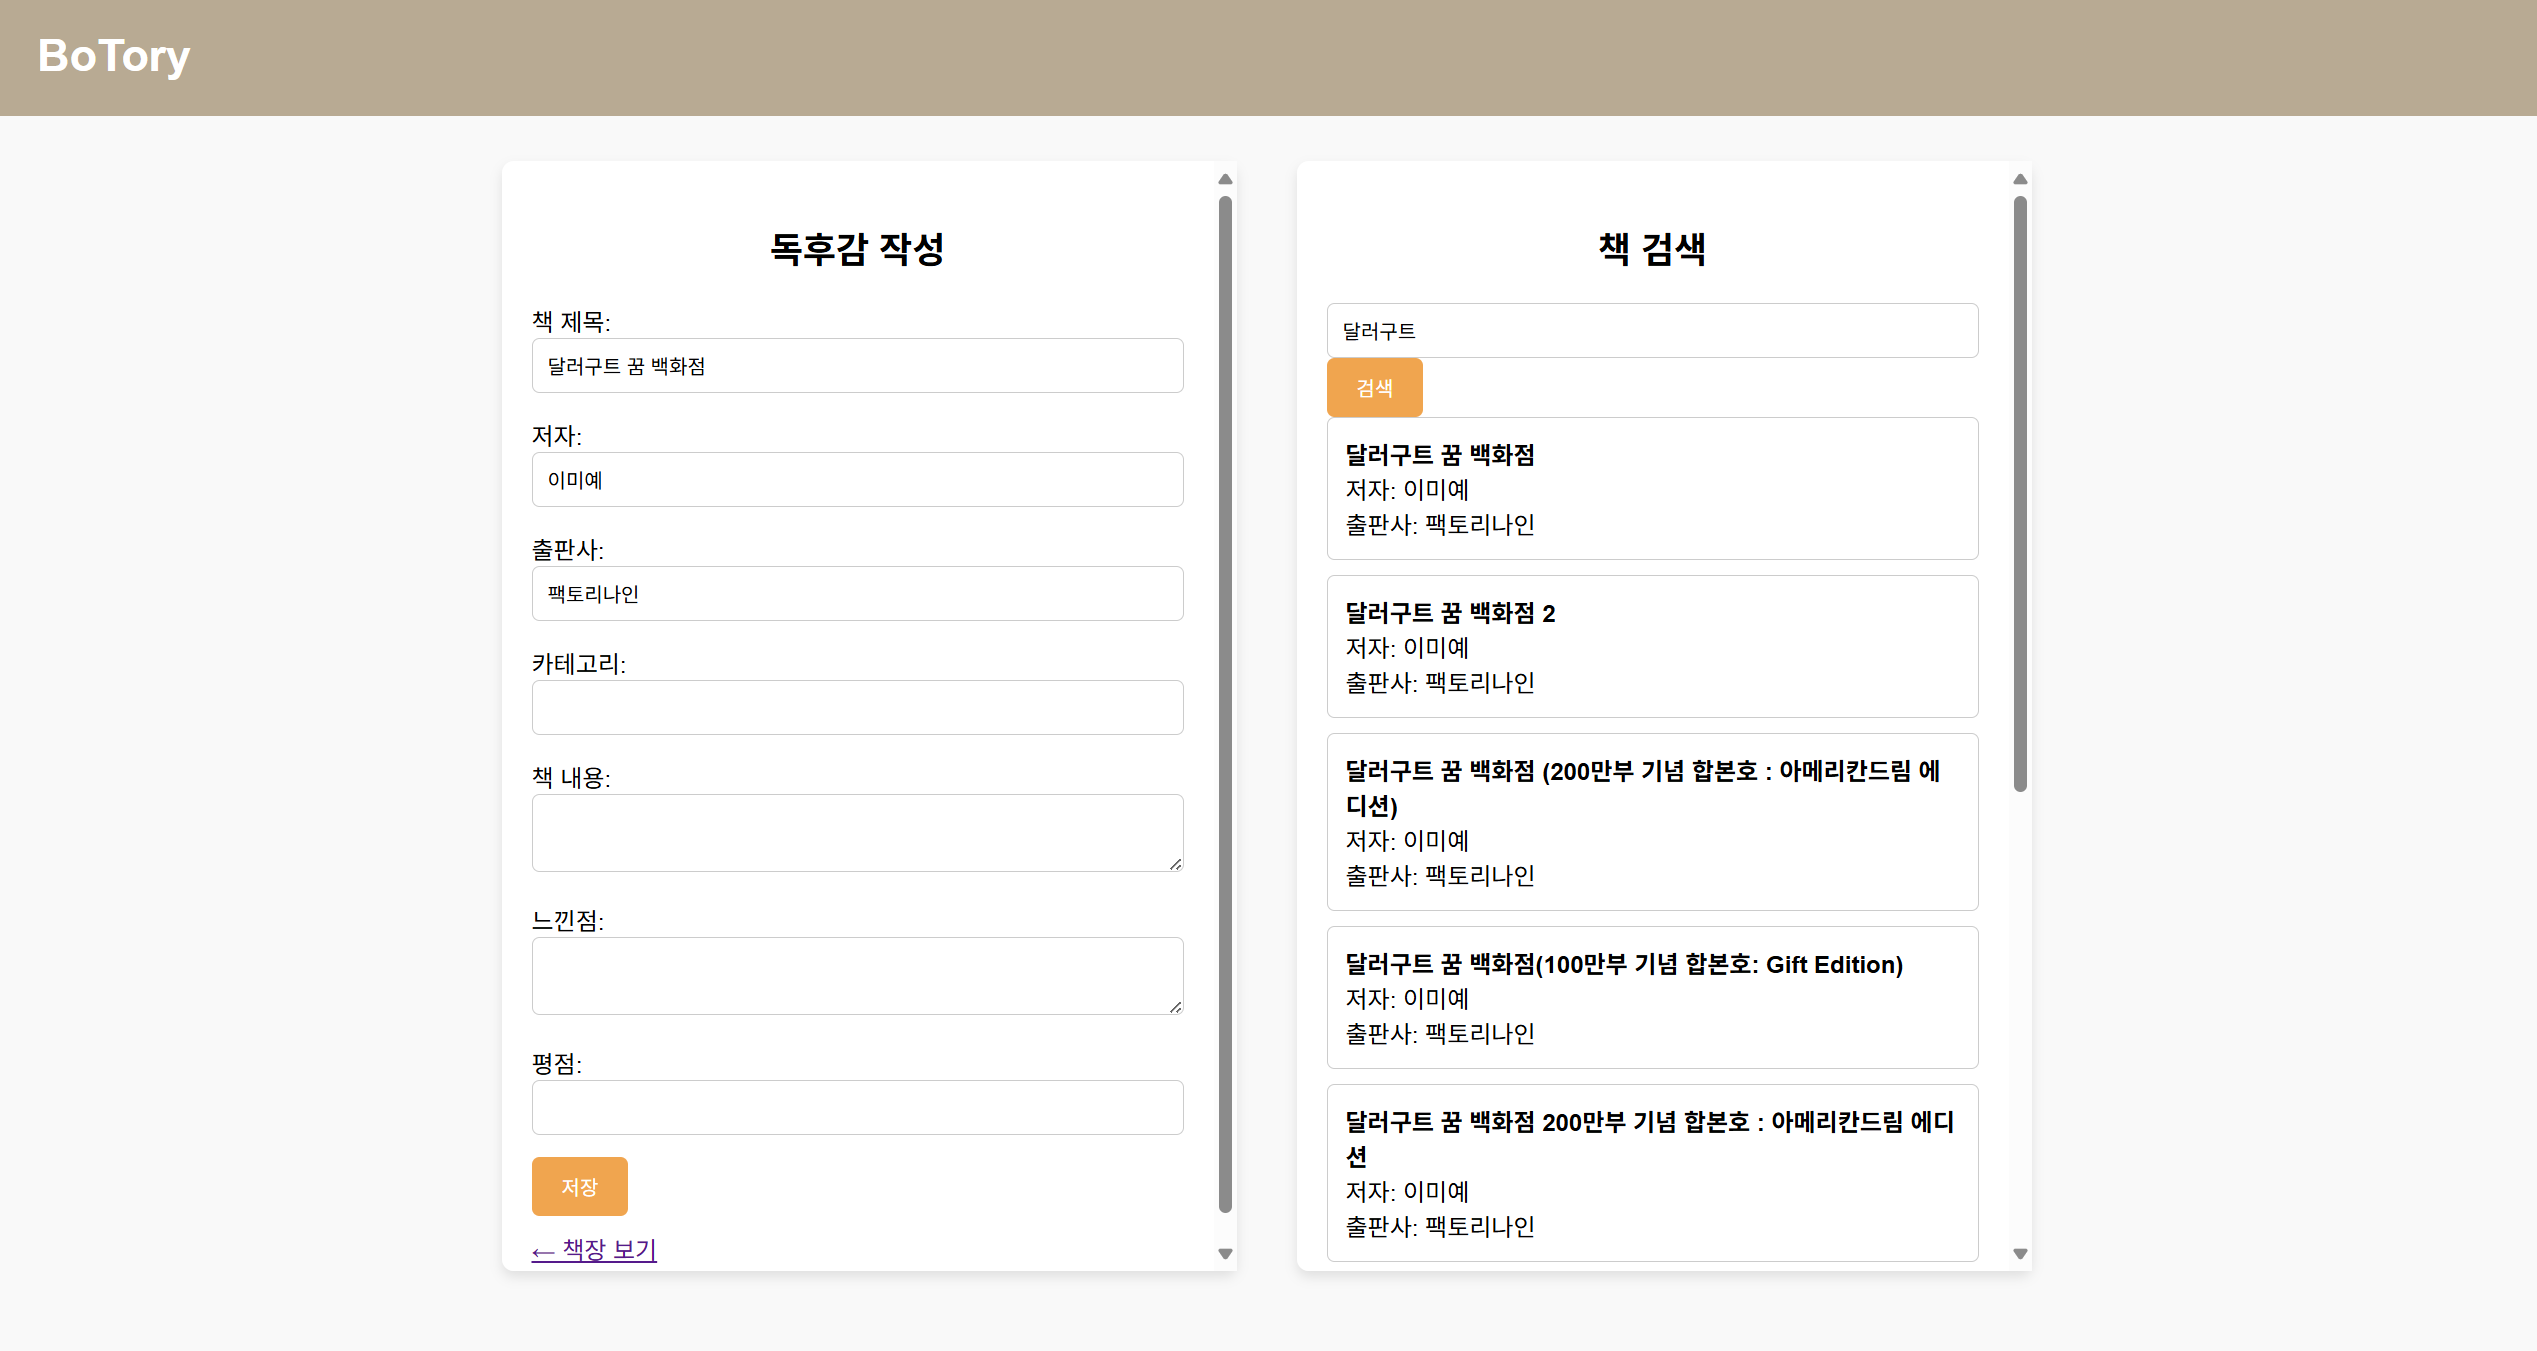 BoTory
독후감 작성
책 제목:
달러구트 꿈 백화점
저자:
이미예
출판사:
팩토리나인
카테고리:
책 내용:
느낀점:
평점:
저장
← 책장 보기
책 검색
달러구트
검색
달러구트 꿈 백화점
저자: 이미예
출판사: 팩토리나인
달러구트 꿈 백화점 2
저자: 이미예
출판사: 팩토리나인
달러구트 꿈 백화점 (200만부 기념 합본호 : 아메리칸드림 에
디션)
저자: 이미예
출판사: 팩토리나인
달러구트 꿈 백화점(100만부 기념 합본호: Gift Edition)
저자: 이미예
출판사: 팩토리나인
달러구트 꿈 백화점 200만부 기념 합본호 : 아메리칸드림 에디
션
저자: 이미예
출판사: 팩토리나인